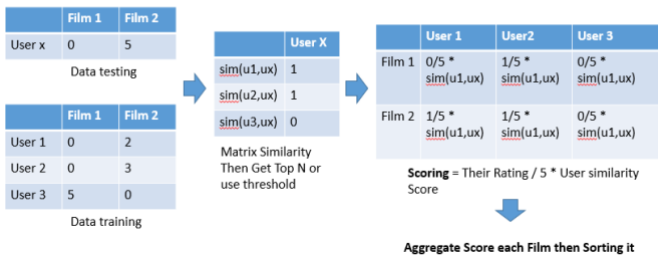 Film 1 Film 2
User x 0 5
Data testing
Film 1 Film 2
User 1 0 2
User 2 0 3
User 3 5 0
Data training
User X
sim(u1,ux) 1
sim(u2,ux) 1
sim(u3,ux) 0
Matrix Similarity
Then Get Top N or
use threshold
User 1 User2 User 3
Film 1 0/5 * 1/5 * 0/5 *
sim(u1,ux) sim(u1,ux) sim(u1,ux)
Film 2 1/5 * 1/5 * 0/5 *
sim(u1,ux) sim(u1,ux) sim(u1,ux)
Scoring = Their Rating / 5 * User similarity
Score
Aggregate Score each Film then Sorting it